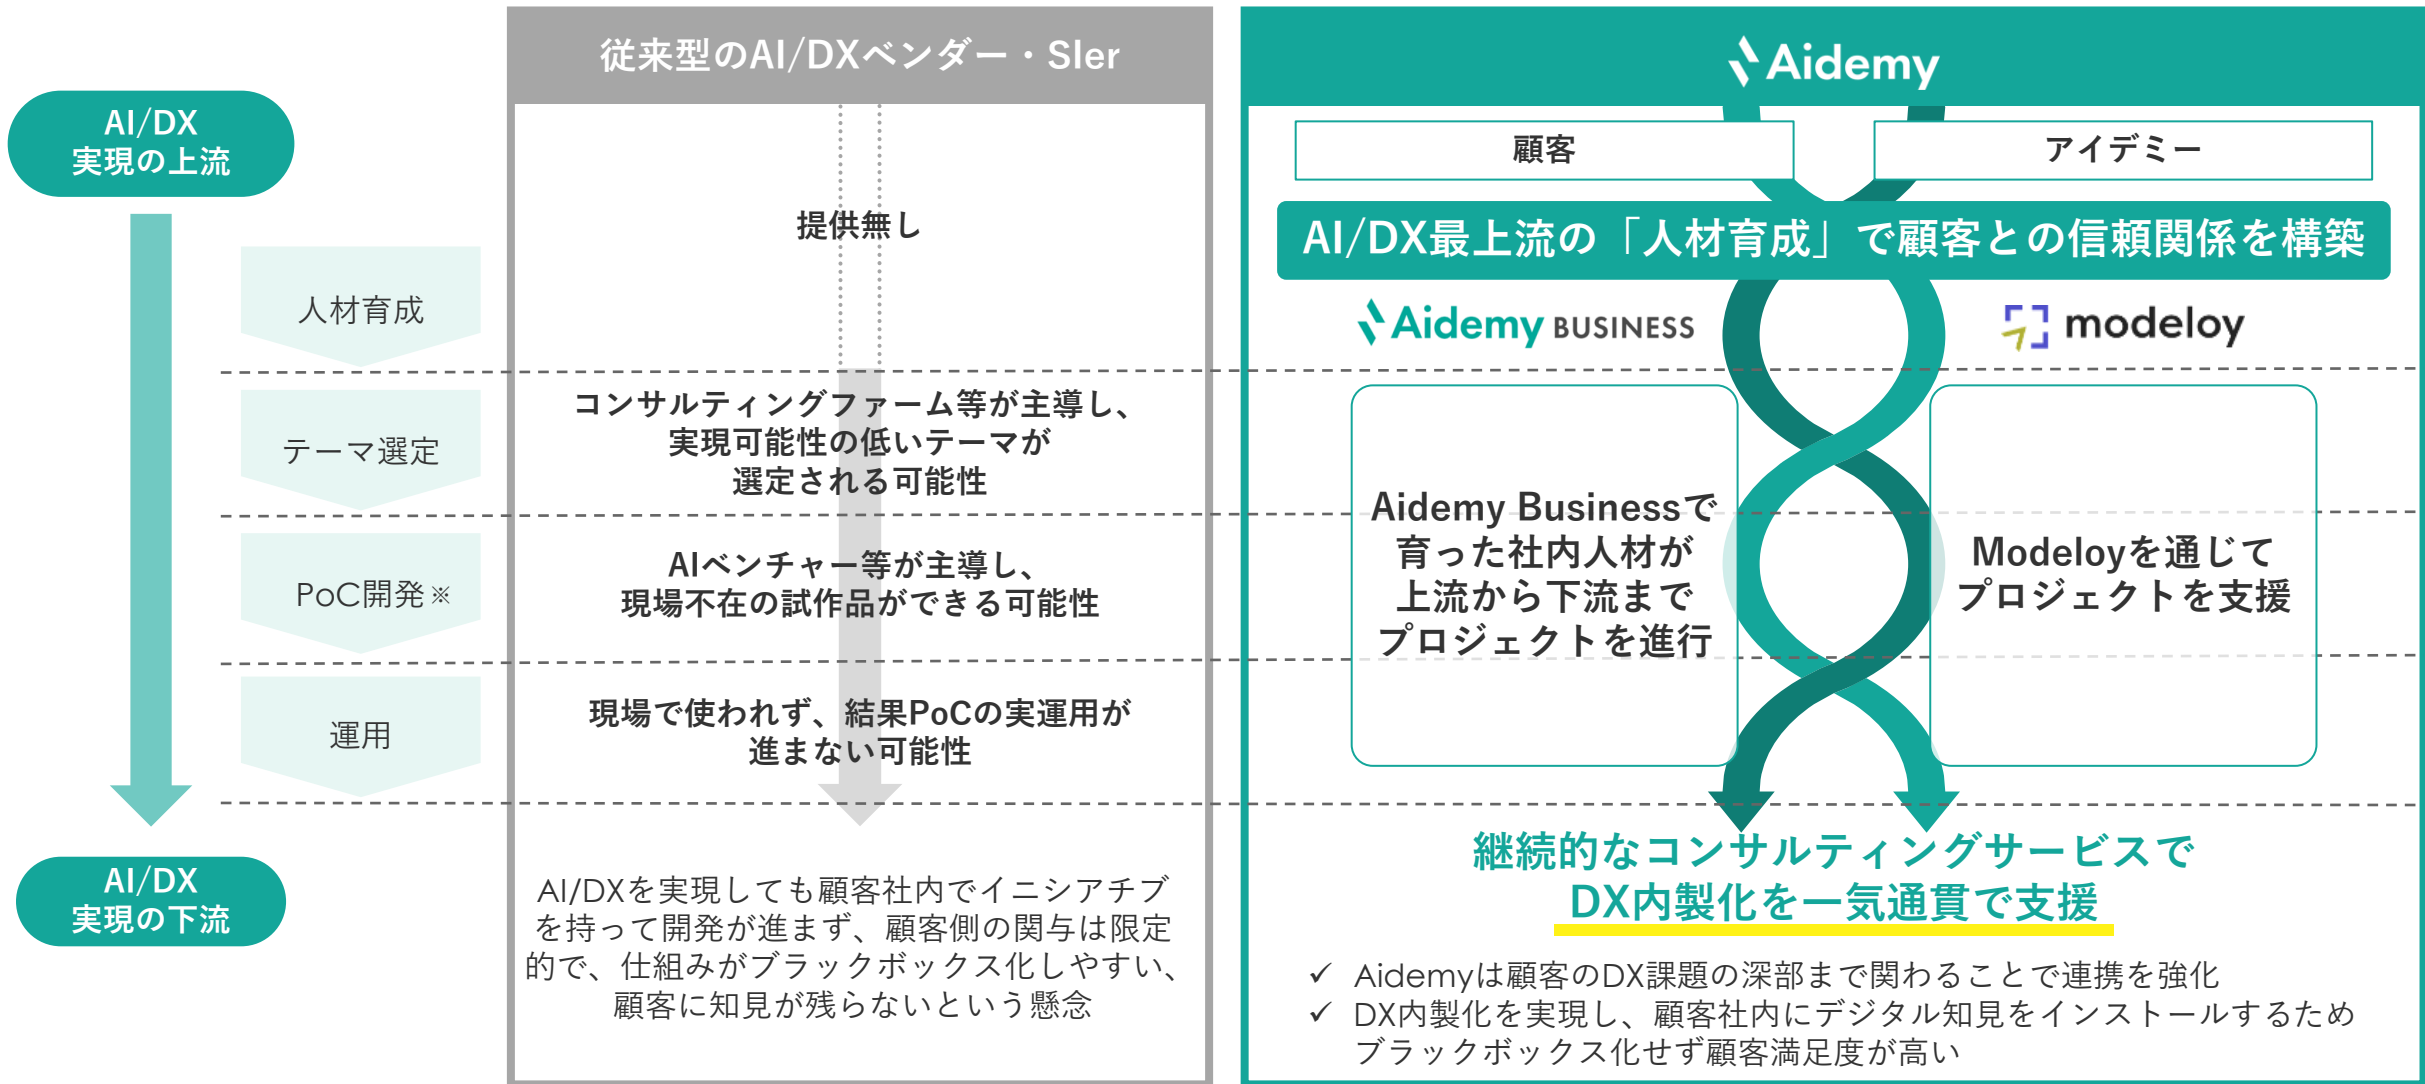 従来型のAI/DXベンダー・SIer
Aidemy
AI/DX
実現の上流
顧客
アイデミー
提供無し
AI/DX最上流の「人材育成」で顧客との信頼関係を構築
人材育成
Aidemy BUSINESS
modeloy
テーマ選定
コンサルティングファーム等が主導し、
実現可能性の低いテーマが
選定される可能性
PoC開発※
AIベンチャー等が主導し、
現場不在の試作品ができる可能性
Aidemy Businessで
育った社内人材が
上流から下流まで
プロジェクトを進行
Modeloyを通じて
プロジェクトを支援
運用
現場で使われず、結果PoCの実運用が
進まない可能性
AI/DX
実現の下流
AI/DXを実現しても顧客社内でイニシアチブ
を持って開発が進まず、顧客側の関与は限定
的で、仕組みがブラックボックス化しやすい、
顧客に知見が残らないという懸念
継続的なコンサルティングサービスで
DX内製化を一気通貫で支援
✓ Aidemyは顧客のDX課題の深部まで関わることで連携を強化
✓ DX内製化を実現し、顧客社内にデジタル知見をインストールするため
ブラックボックス化せず顧客満足度が高い